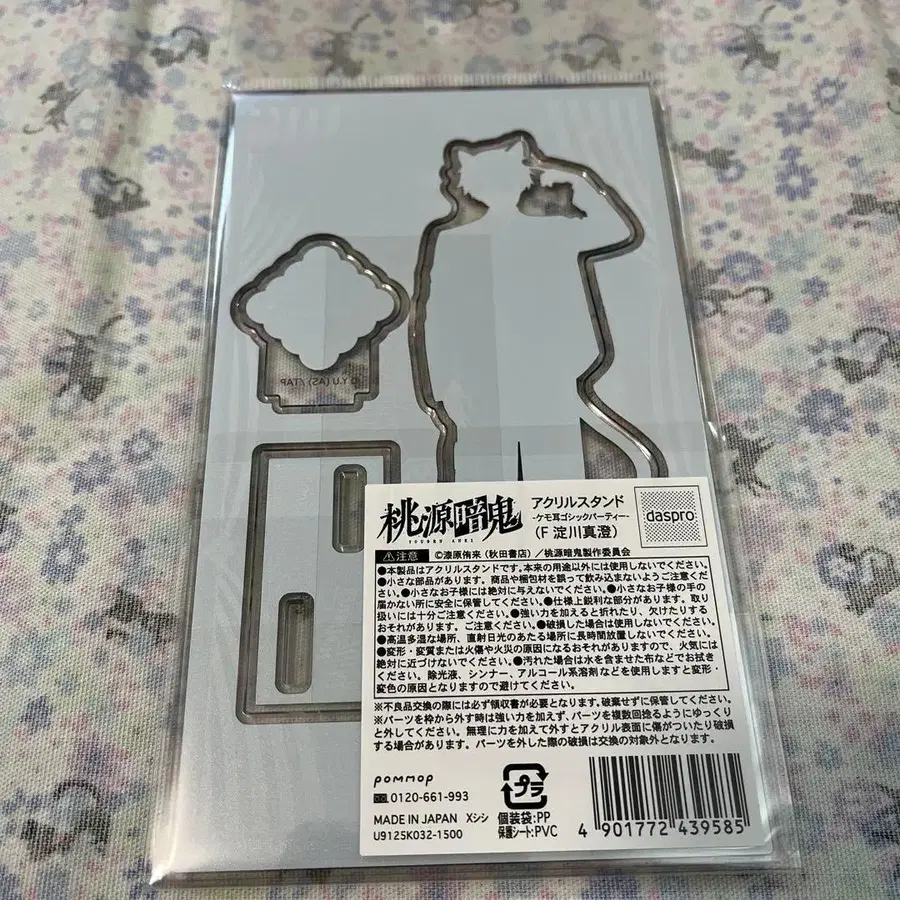 © Y.U (AS) / TAP
桃源暗鬼
TOUGEN ANKI
アクリルスタンド
-ケモ耳ゴシックパーティー-
(F 淀川真澄)
daspro
⚠注意 ©漆原侑来（秋田書店）／桃源暗鬼製作委員会
●本製品はアクリルスタンドです。本来の用途以外には使用しないでください。
●小さな部品があります。商品や梱包材を誤って飲み込まないようご注意くだ
さい。●小さなお子様には絶対に与えないでください。●小さなお子様の手の
届かない所に安全に保管してください。●仕様上鋭利な部分があります。取り
扱いには十分ご注意ください。●強い力を加えると折れたり、欠けたりする
おそれがあります。ご注意ください。●破損した場合は使用しないでください。
●高温多湿な場所、直射日光のあたる場所に長時間放置しないでください。
●変形・変質または火傷や火災の原因になるおそれがありますので、火気には
絶対に近づけないでください。●汚れた場合は水を含ませた布などでお拭き
ください。除光液、シンナー、アルコール系溶剤などを使用しますと変形・
変色の原因となりますので避けてください。
※不良品交換の際には必ず領収書が必要となります。破棄せずに保管してください。
※パーツを枠から外す時は強い力を加えず、パーツを複数回捻るようにゆっくり
と外してください。無理に力を加えて外すとアクリル表面に傷がついたり破損
する場合があります。パーツを外した際の破損は交換の対象外となります。
pommop
0120-661-993
MADE IN JAPAN Xシシ
U912SK032-1500
プラ
個装袋:PP
保護シート:PVC
4 901772 439585